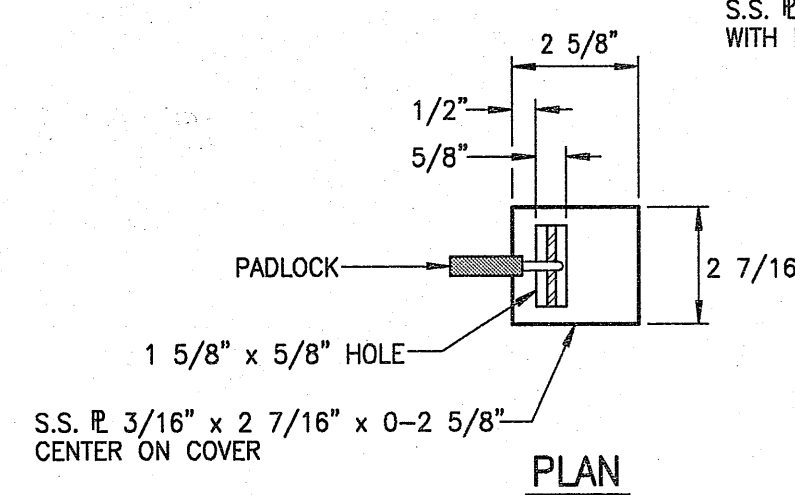 S.S. ⅊
WITH
2 5/8"
1/2"
5/8"
PADLOCK
2 7/16
1 5/8" x 5/8" HOLE
S.S. ⅊ 3/16" x 2 7/16" x 0-2 5/8"
CENTER ON COVER
PLAN